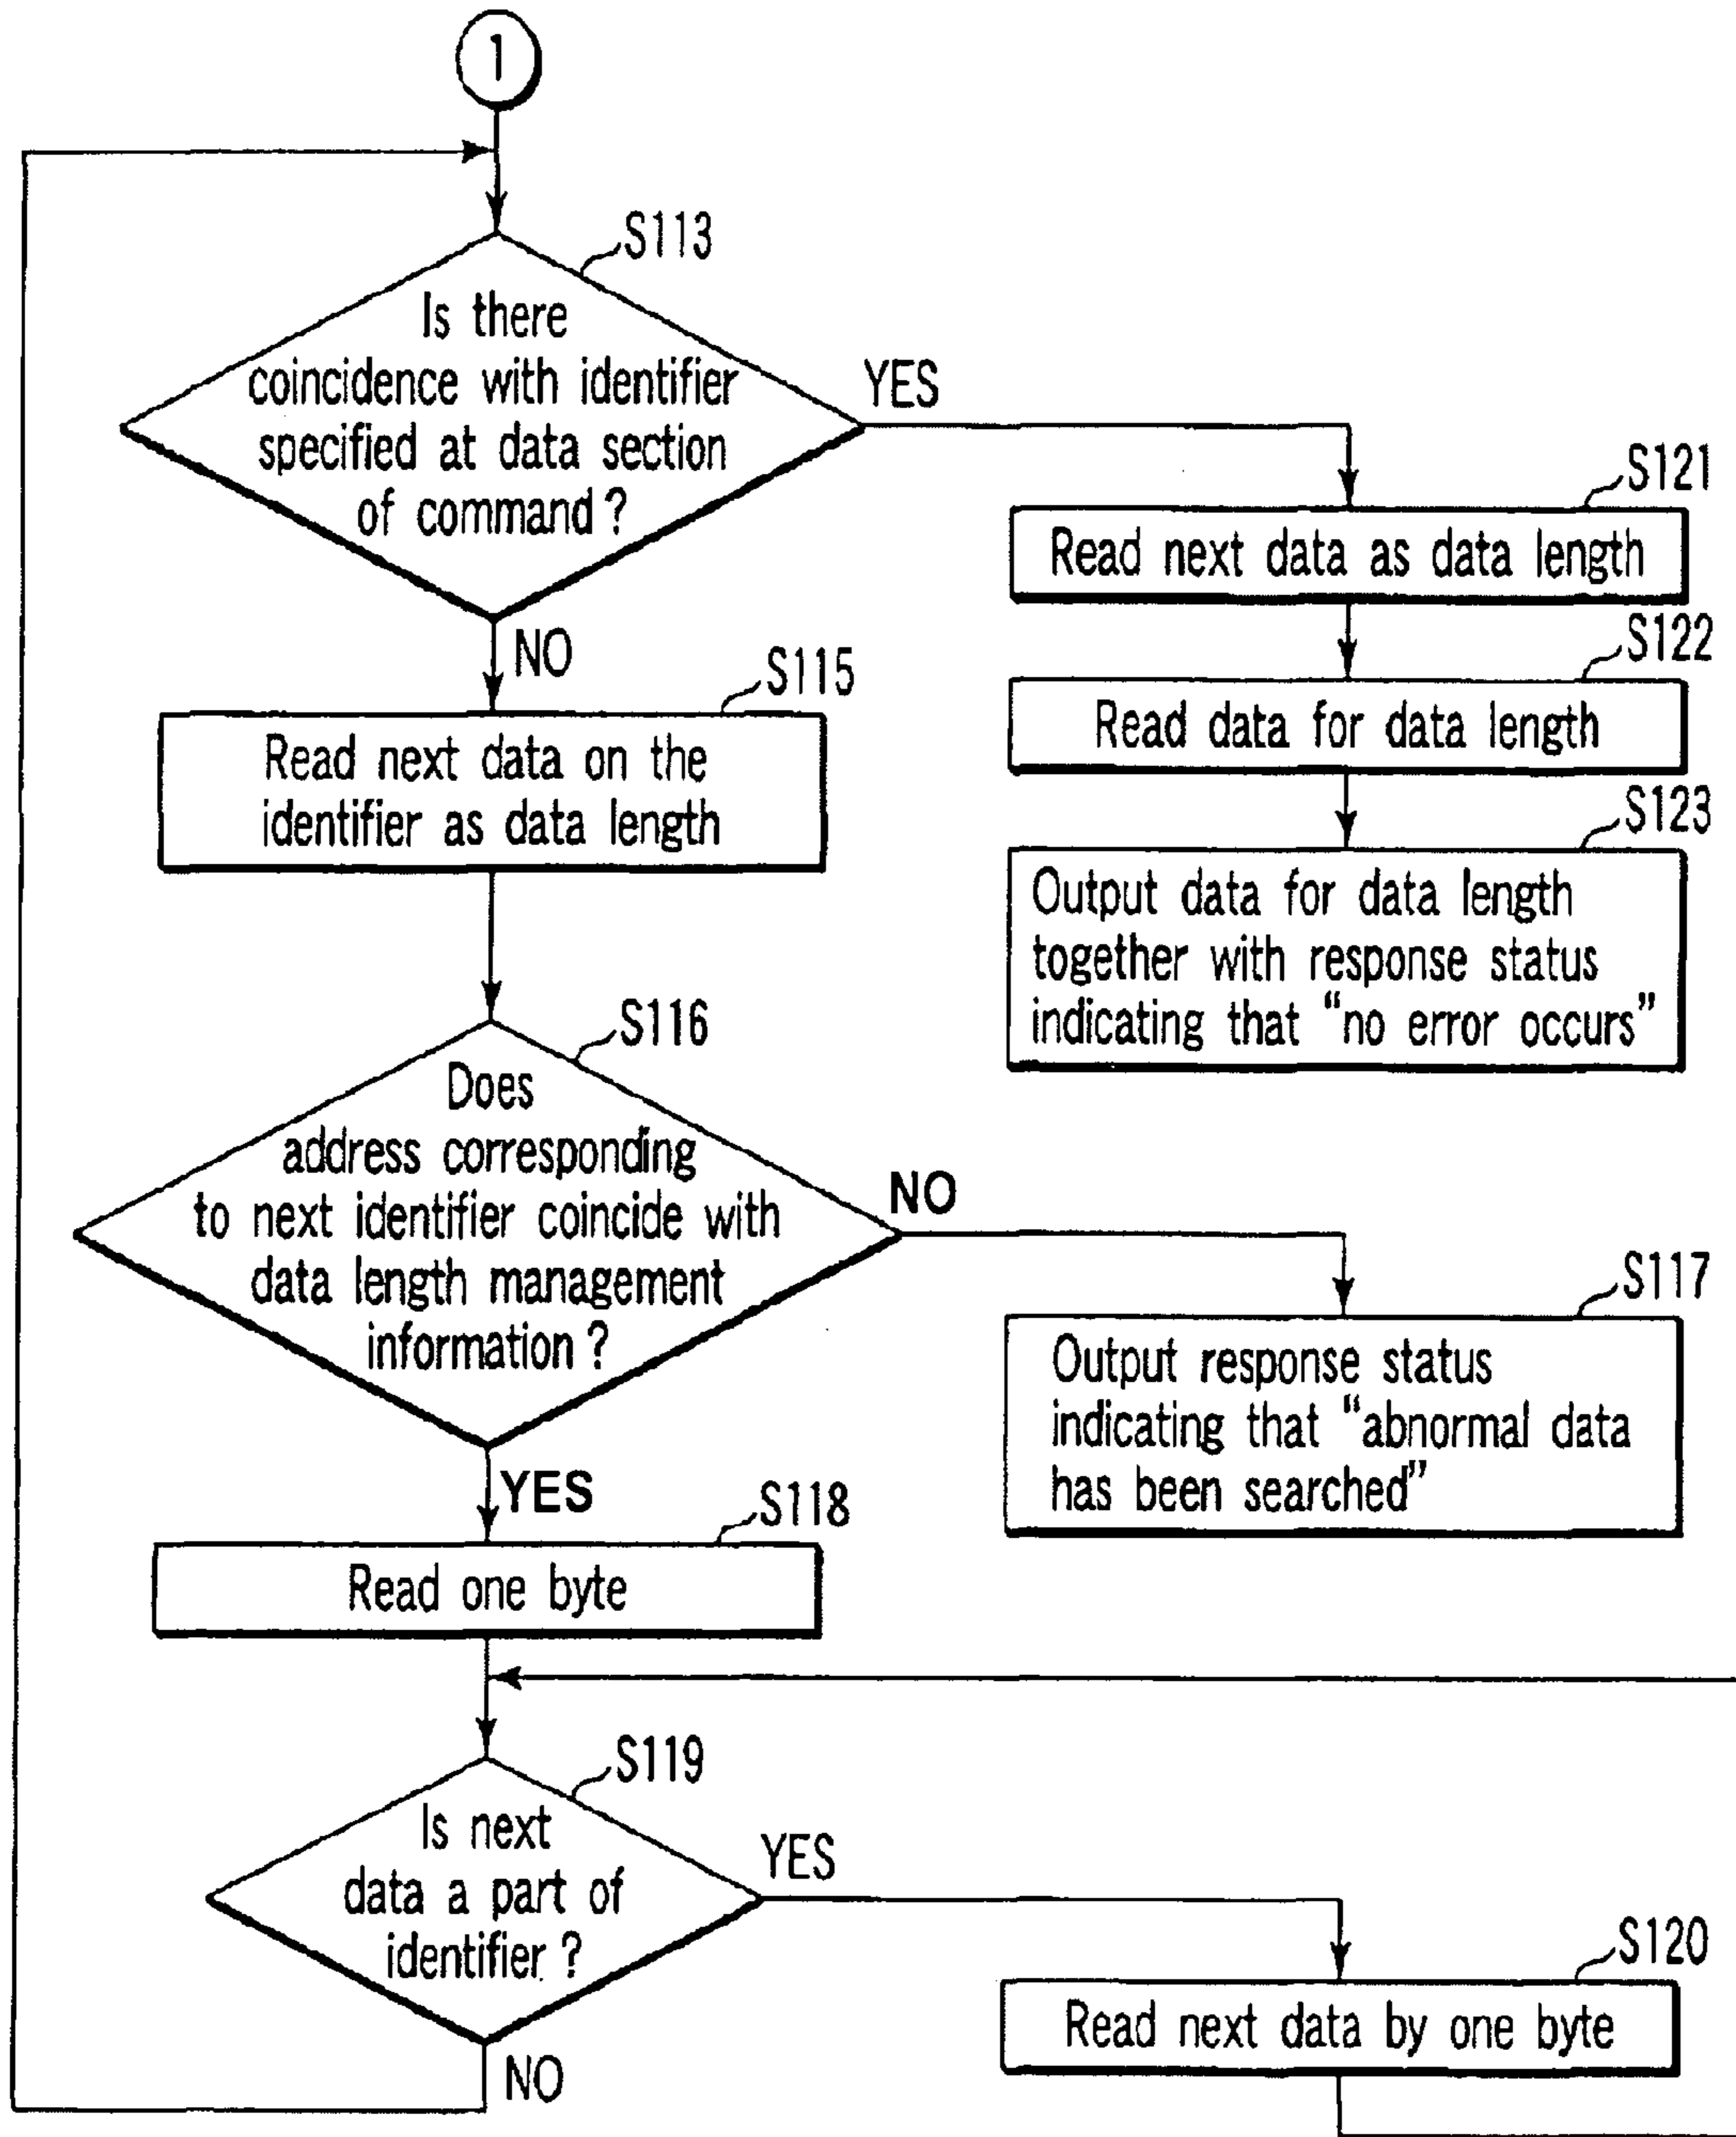 1
S113
Is there
coincidence with identifier
specified at data section
of command?
YES
NO
S121
Read next data as data length
S122
Read data for data length
S123
Output data for data length
together with response status
indicating that “no error occurs”
S115
Read next data on the
identifier as data length
S116
Does
address corresponding
to next identifier coincide with
data length management
information?
NO
YES
S117
Output response status
indicating that “abnormal data
has been searched”
S118
Read one byte
S119
Is next
data a part of
identifier?
YES
NO
S120
Read next data by one byte